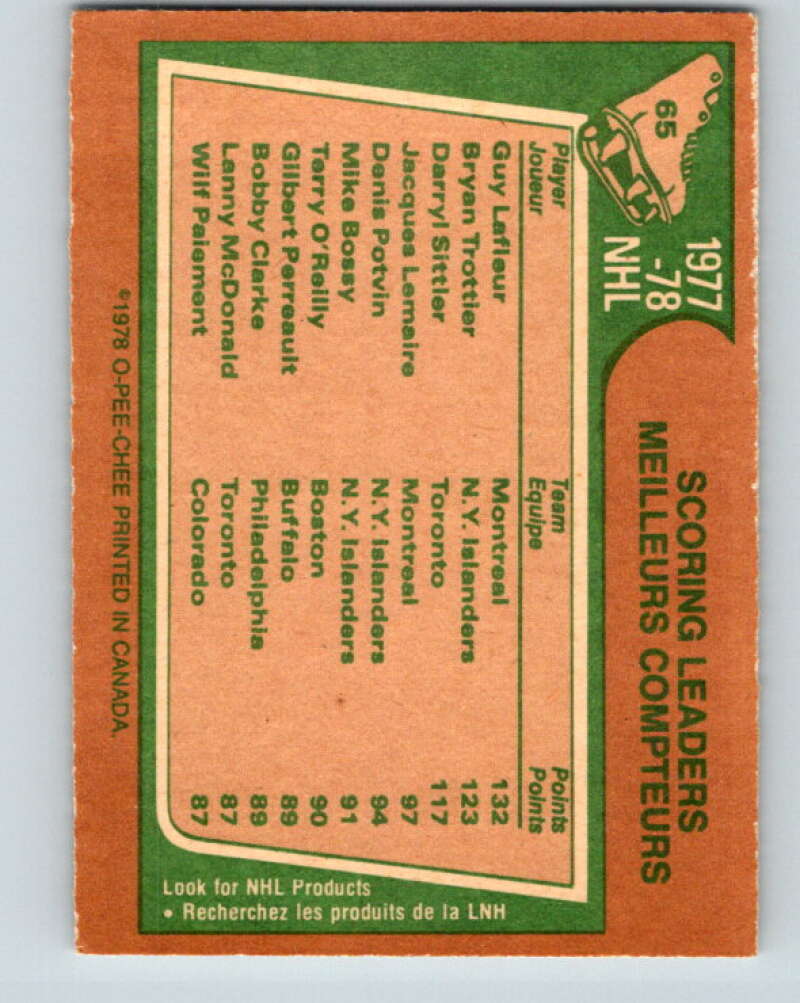 65
1977
-78
NHL
SCORING LEADERS
MEILLEURS COMPTEURS
Player Team Points
Joueur Equipe Points
Guy Lafleur Montreal 132
Bryan Trottier N.Y. Islanders 123
Darryl Sittler Toronto 117
Jacques Lemaire Montreal 97
Denis Potvin N.Y. Islanders 94
Mike Bossy N.Y. Islanders 91
Terry O'Reilly Boston 90
Gilbert Perreault Buffalo 89
Bobby Clarke Philadelphia 89
Lanny McDonald Toronto 87
Wilf Paiement Colorado 87
Look for NHL Products
• Recherchez les produits de la LNH
©1978 O-PEE-CHEE PRINTED IN CANADA.